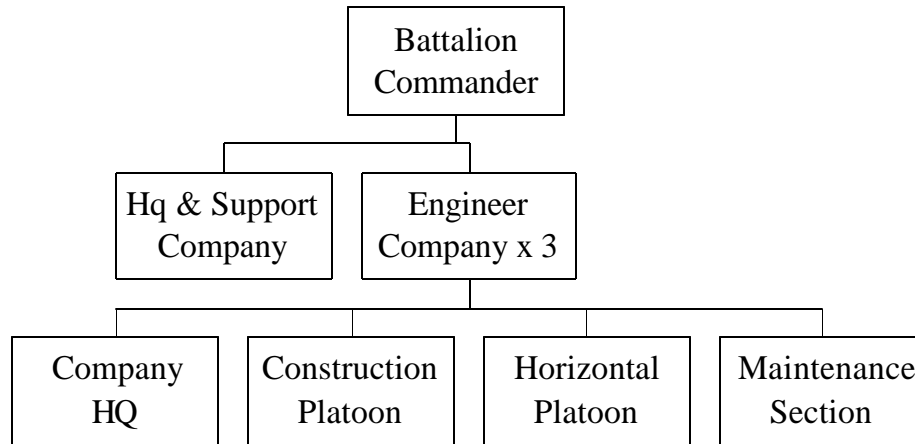 Battalion
Commander
Hq & Support
Company
Engineer
Company x 3
Company
HQ
Construction
Platoon
Horizontal
Platoon
Maintenance
Section